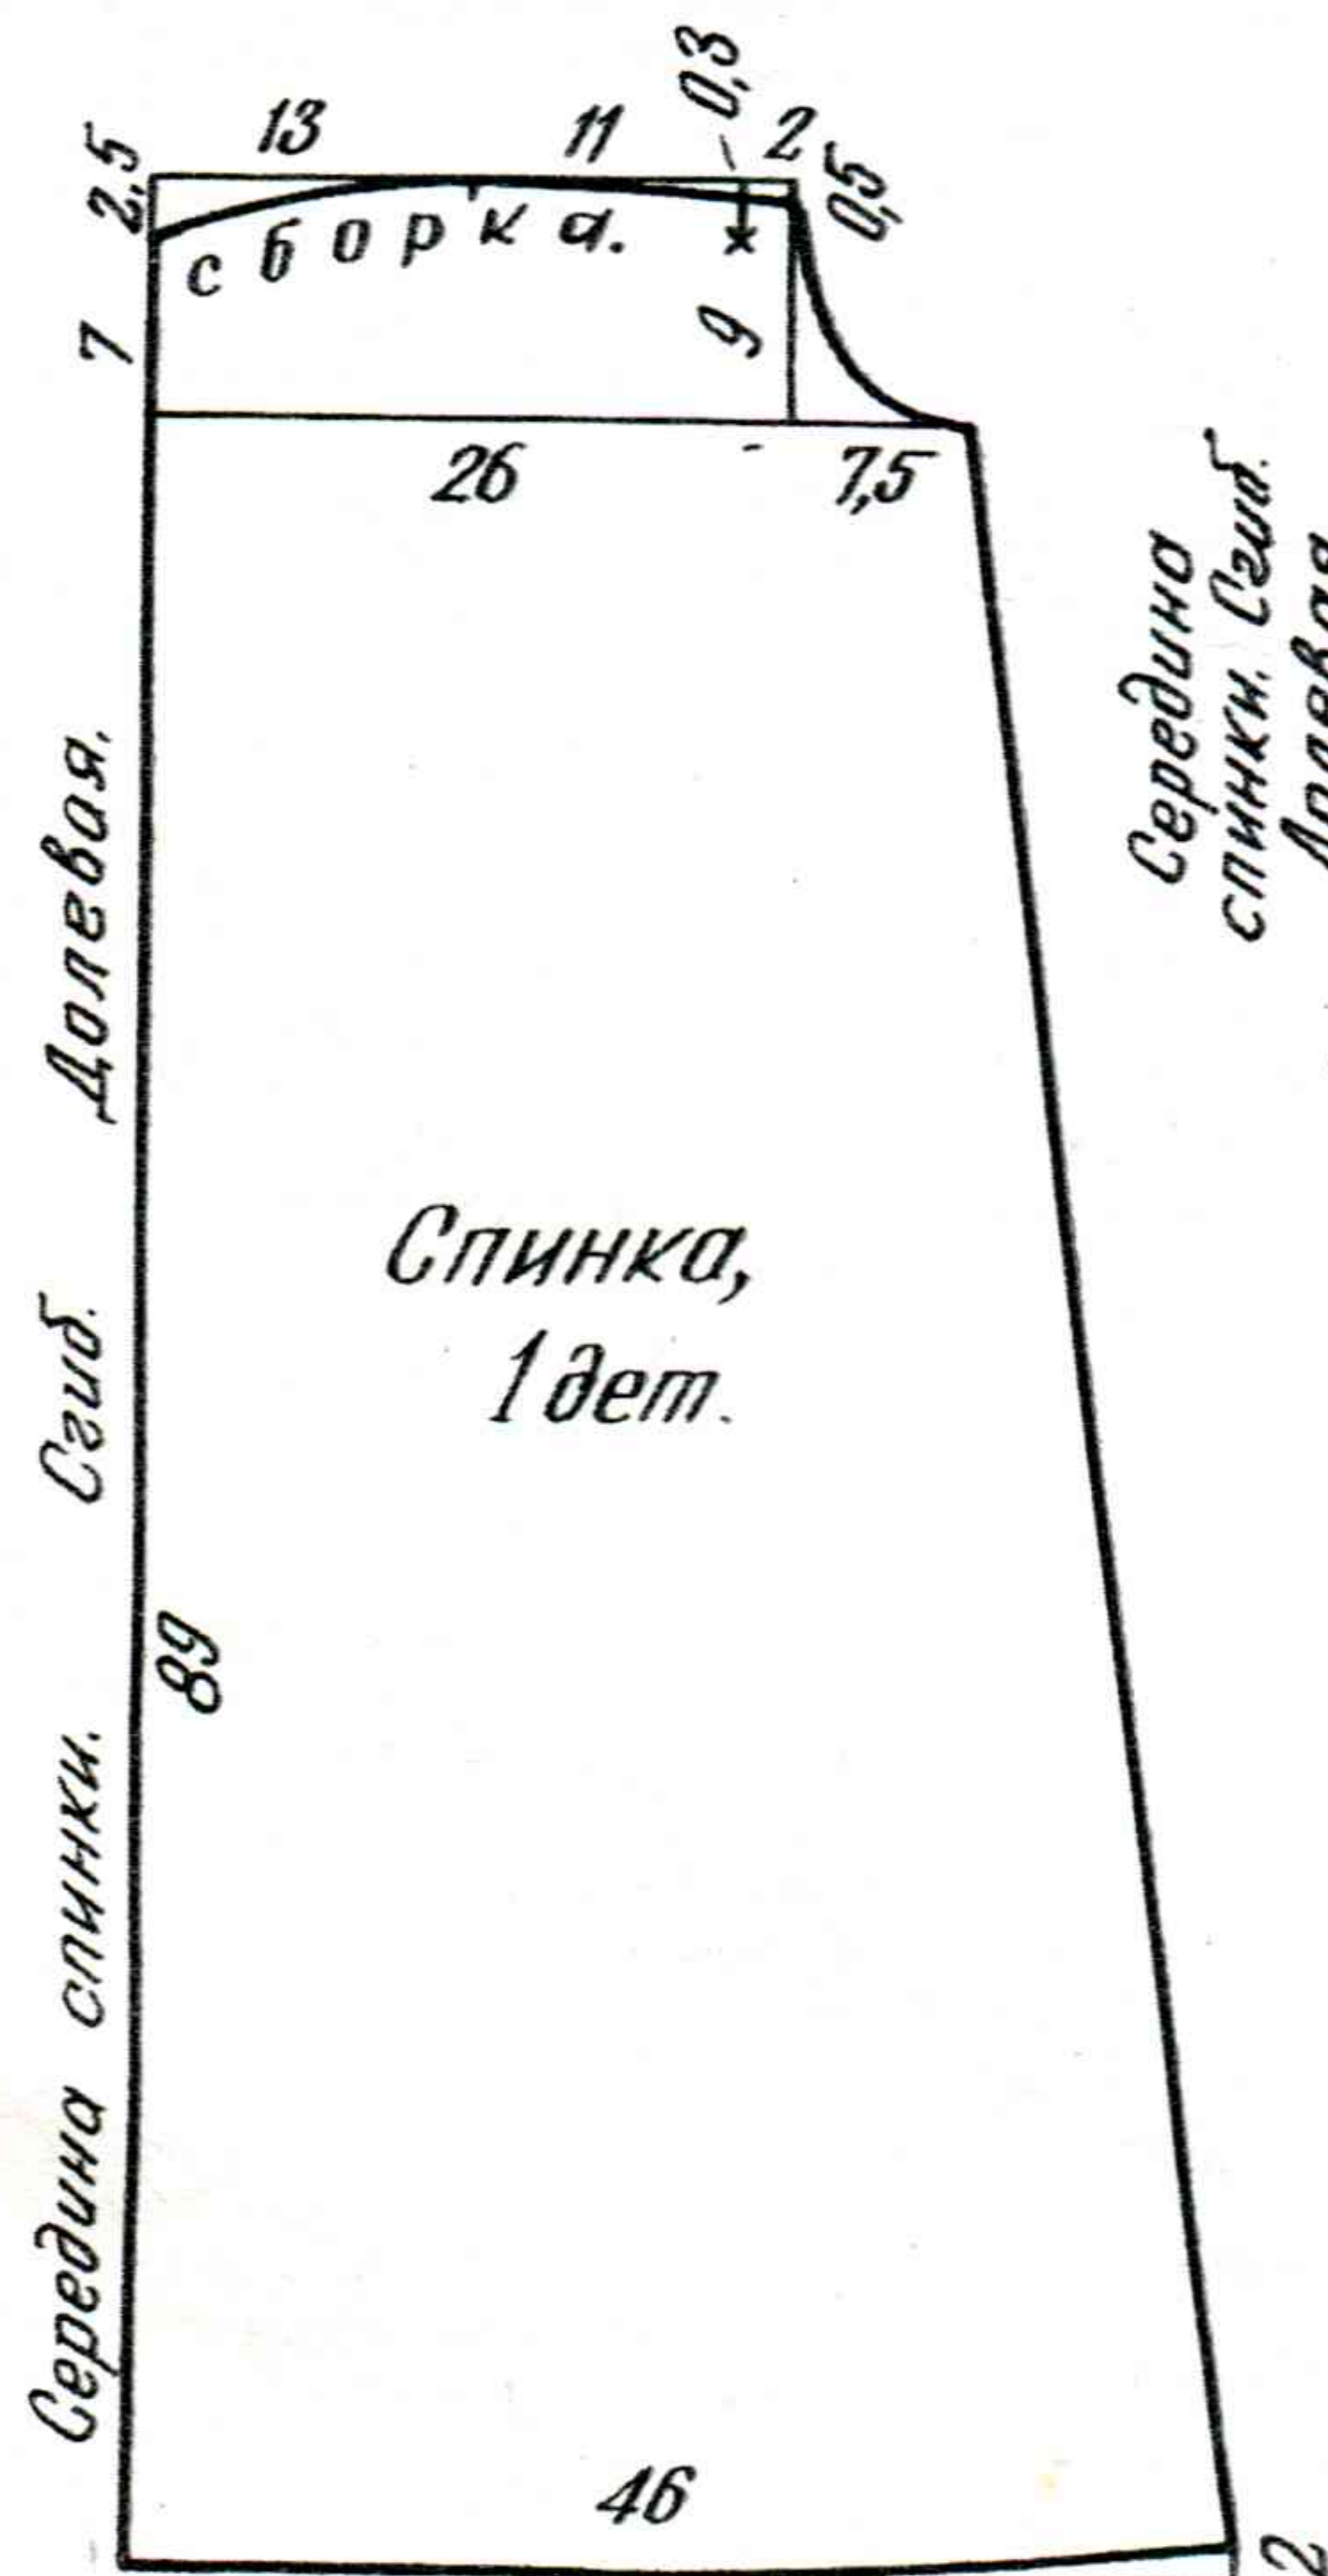 0,3
13
11
2
2,5
0,5
сборка.
7
9
26
7,5
Середина
спинки. Сгиб.
Долевая
Середина спинки. Сгиб. Долевая.
Спинка,
1 дет.
89
46
2